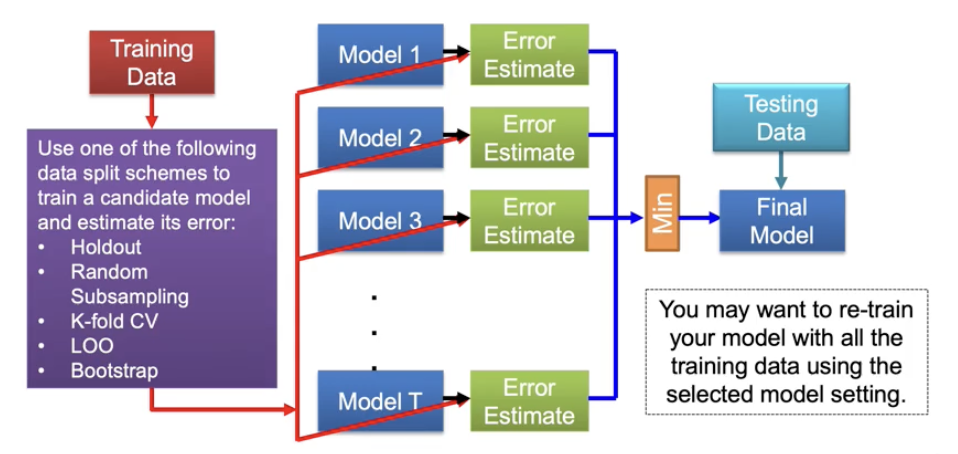 Training
Data
Use one of the following
data split schemes to
train a candidate model
and estimate its error:
• Holdout
• Random
Subsampling
• K-fold CV
• LOO
• Bootstrap
Model 1
Error
Estimate
Model 2
Error
Estimate
Model 3
Error
Estimate
.
.
.
Model T
Error
Estimate
Min
Testing
Data
Final
Model
You may want to re-train
your model with all the
training data using the
selected model setting.